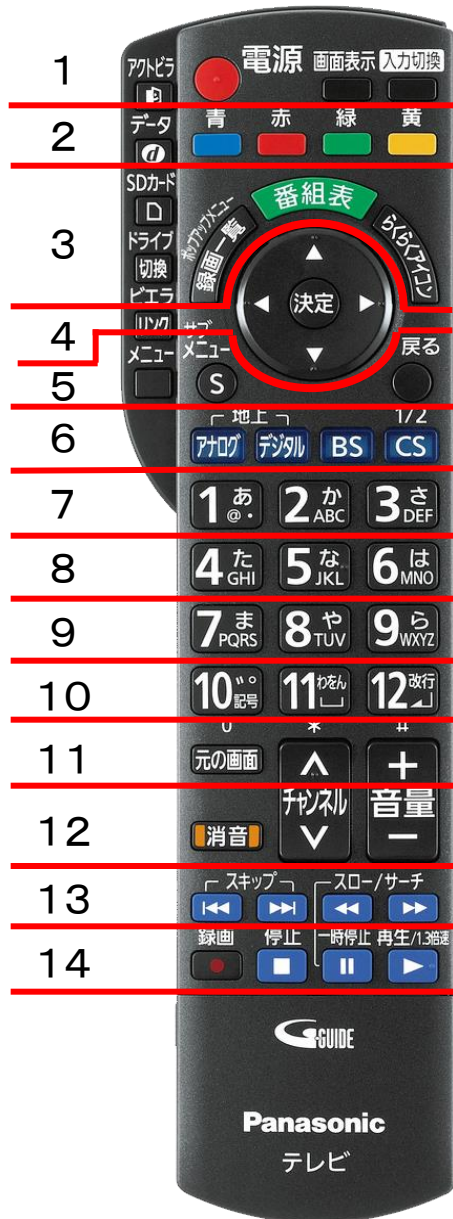 1 アクトビラ 電源 画面表示 入力切換
2 データ d 青 赤 緑 黄
3 SDカード ポップアップメニュー 録画一覧 番組表 らくらくアイコン
ドライブ 切換
決定
4 ビエラ リンク
サブメニュー 戻る
5 メニュー S
地上 1/2
6 アナログ デジタル BS CS
7 1 あ @. 2 か ABC 3 さ DEF
8 4 た GHI 5 な JKL 6 は MNO
9 7 ま PQRS 8 や TUV 9 ら WXYZ
10 10 ゛゜ 記号 11 わをん 12 改行
0 * #
11 元の画面 + チャンネル 音量
12 消音 −
スキップ スロー/サーチ
13
録画 停止 一時停止 再生/1.3倍速
14
G-GUIDE
Panasonic
テレビ